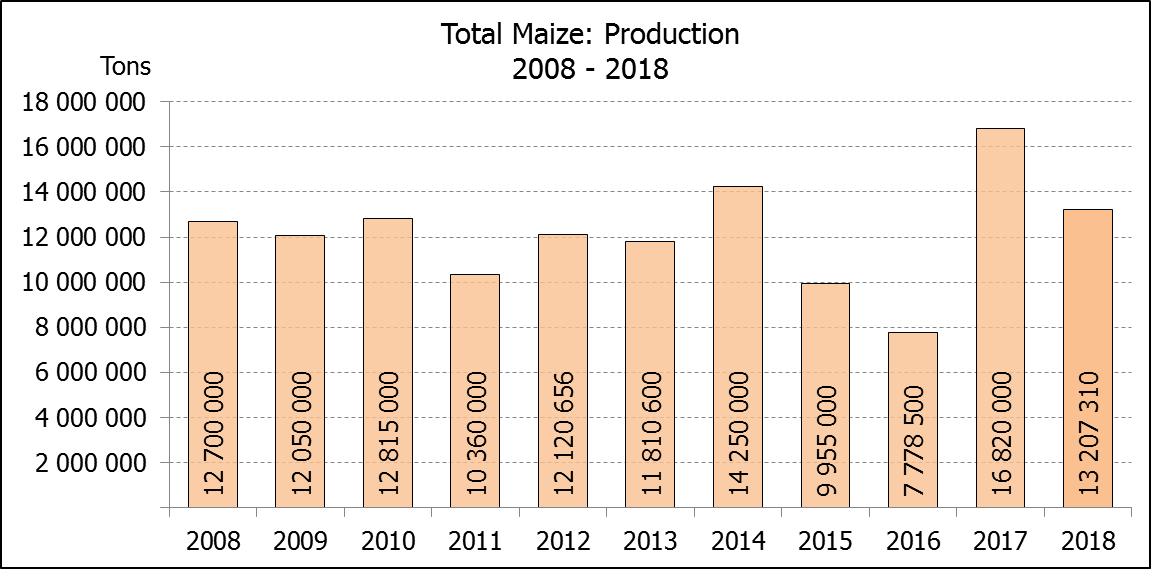 Total Maize: Production
2008 - 2018
Tons
18 000 000
16 000 000
14 000 000
12 000 000
10 000 000
8 000 000
6 000 000
4 000 000
2 000 000
12 700 000
12 050 000
12 815 000
10 360 000
12 120 656
11 810 600
14 250 000
9 955 000
7 778 500
16 820 000
13 207 310
2008 2009 2010 2011 2012 2013 2014 2015 2016 2017 2018